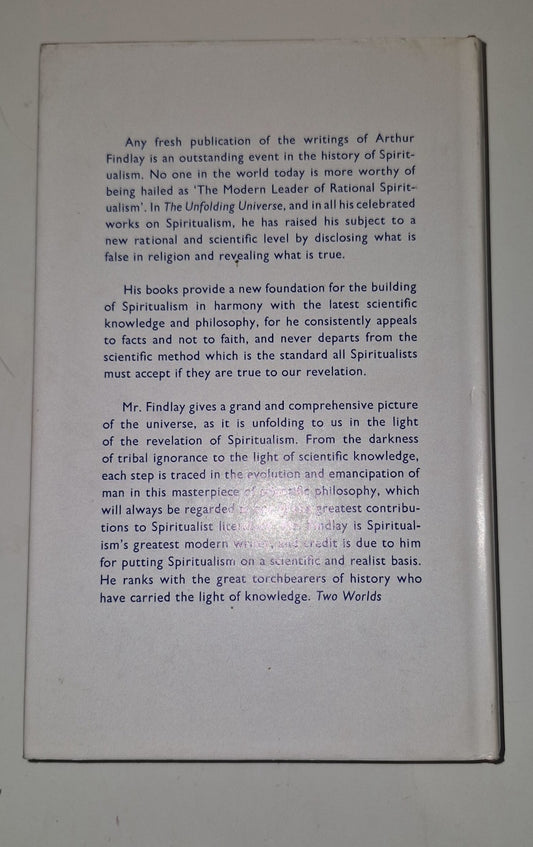 Any fresh publication of the writings of Arthur
Findlay is an outstanding event in the history of Spirit-
ualism. No one in the world today is more worthy of
being hailed as ‘The Modern Leader of Rational Spirit-
ualism’. In The Unfolding Universe, and in all his celebrated
works on Spiritualism, he has raised his subject to a
new rational and scientific level by disclosing what is
false in religion and revealing what is true.
His books provide a new foundation for the building
of Spiritualism in harmony with the latest scientific
knowledge and philosophy, for he consistently appeals
to facts and not to faith, and never departs from the
scientific method which is the standard all Spiritualists
must accept if they are true to our revelation.
Mr. Findlay gives a grand and comprehensive picture
of the universe, as it is unfolding to us in the light
of the revelation of Spiritualism. From the darkness
of tribal ignorance to the light of scientific knowledge,
each step is traced in the evolution and emancipation of
man in this masterpiece of scientific philosophy, which
will always be regarded greatest contribu-
tions to Spiritualist Findlay is Spiritual-
ism's greatest modern writer, and credit is due to him
for putting Spiritualism on a scientific and realist basis.
He ranks with the great torchbearers of history who
have carried the light of knowledge. Two Worlds